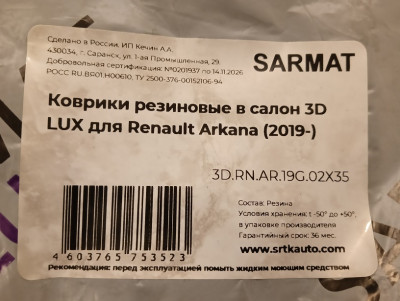 Сделано в России, ИП Кечин А.А.
430034, г. Саранск, ул. 1-ая Промышленная, 29.
Добровольная сертификация: №0201937 по 14.11.2026
РОСС RU.ВЯ01.Н00610, ТУ 2500-376-00152106-94
SARMAT
Коврики резиновые в салон 3D
LUX для Renault Arkana (2019-)
3D.RN.AR.19G.02X35
Состав: Резина
Условия хранения: t -50° до +50°,
в упаковке производителя
Гарантийный срок: 36 мес.
www.srtkauto.com
4 603765 753523
Рекомендация: перед эксплуатацией помыть жидким моющим средством